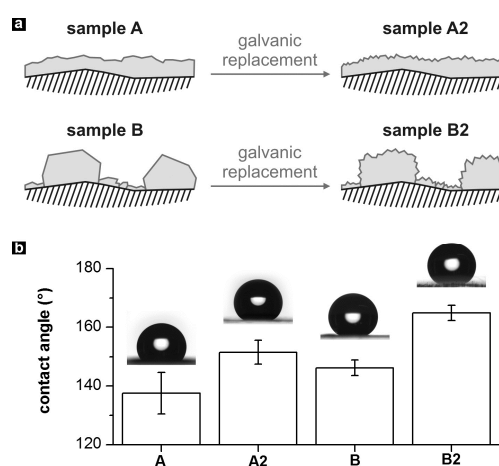 a
sample A
galvanic
replacement
sample A2
sample B
galvanic
replacement
sample B2
b
contact angle (°)
180
160
140
120
A
A2
B
B2